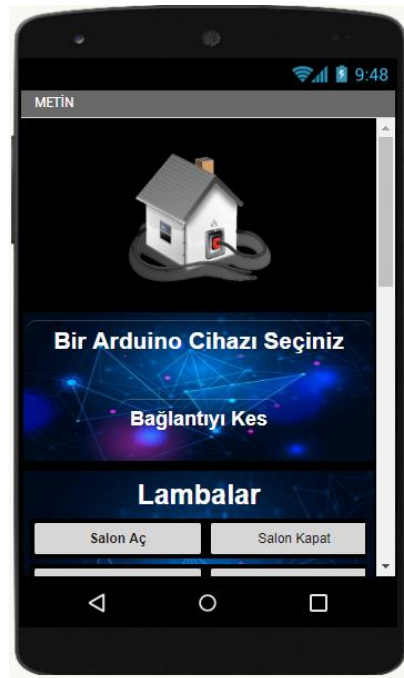 9:48
METİN
Bir Arduino Cihazı Seçiniz
Bağlantıyı Kes
Lambalar
Salon Aç Salon Kapat